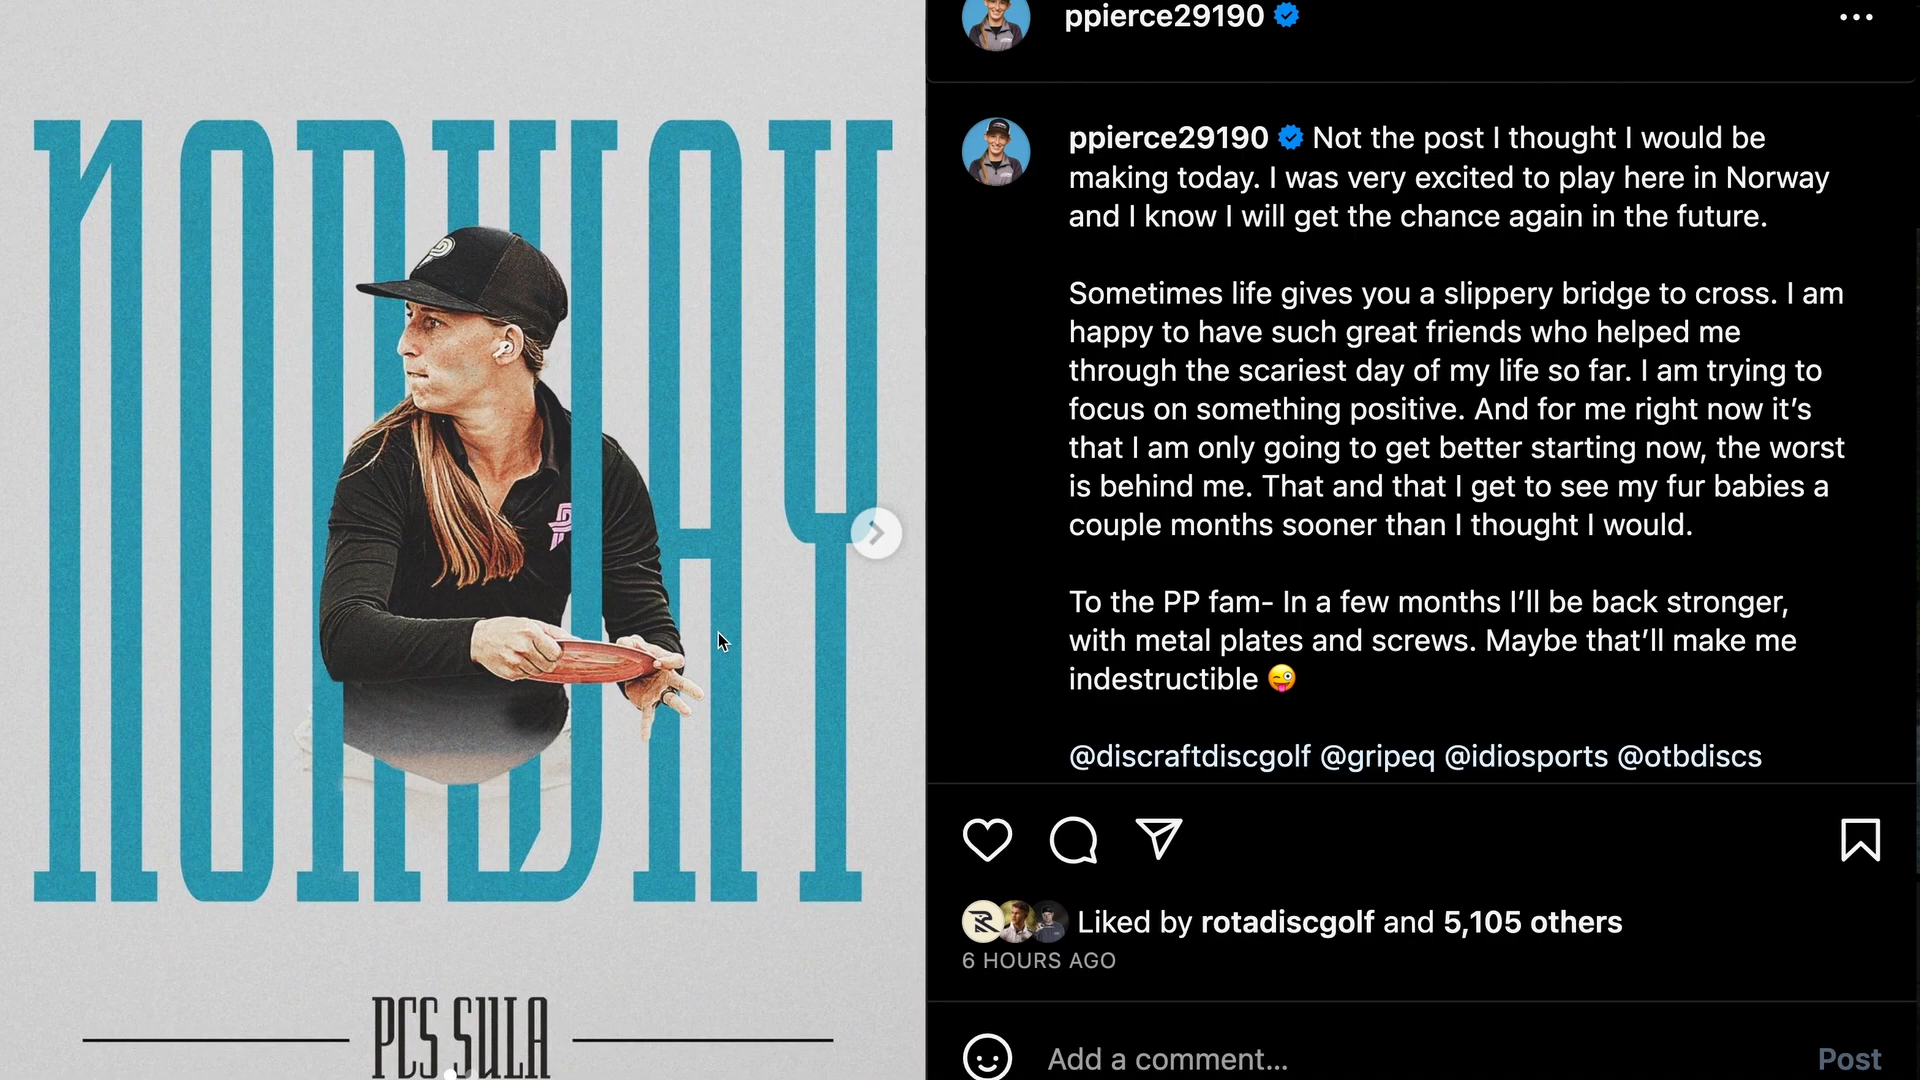 NORWAY
PCS SULA
ppierce29190
ppierce29190 Not the post I thought I would be
making today. I was very excited to play here in Norway
and I know I will get the chance again in the future.
Sometimes life gives you a slippery bridge to cross. I am
happy to have such great friends who helped me
through the scariest day of my life so far. I am trying to
focus on something positive. And for me right now it’s
that I am only going to get better starting now, the worst
is behind me. That and that I get to see my fur babies a
couple months sooner than I thought I would.
To the PP fam- In a few months I’ll be back stronger,
with metal plates and screws. Maybe that’ll make me
indestructible 😜
@discraftdiscgolf @gripeq @idiosports @otbdiscs
Liked by rotadiscgolf and 5,105 others
6 HOURS AGO
Add a comment...
Post